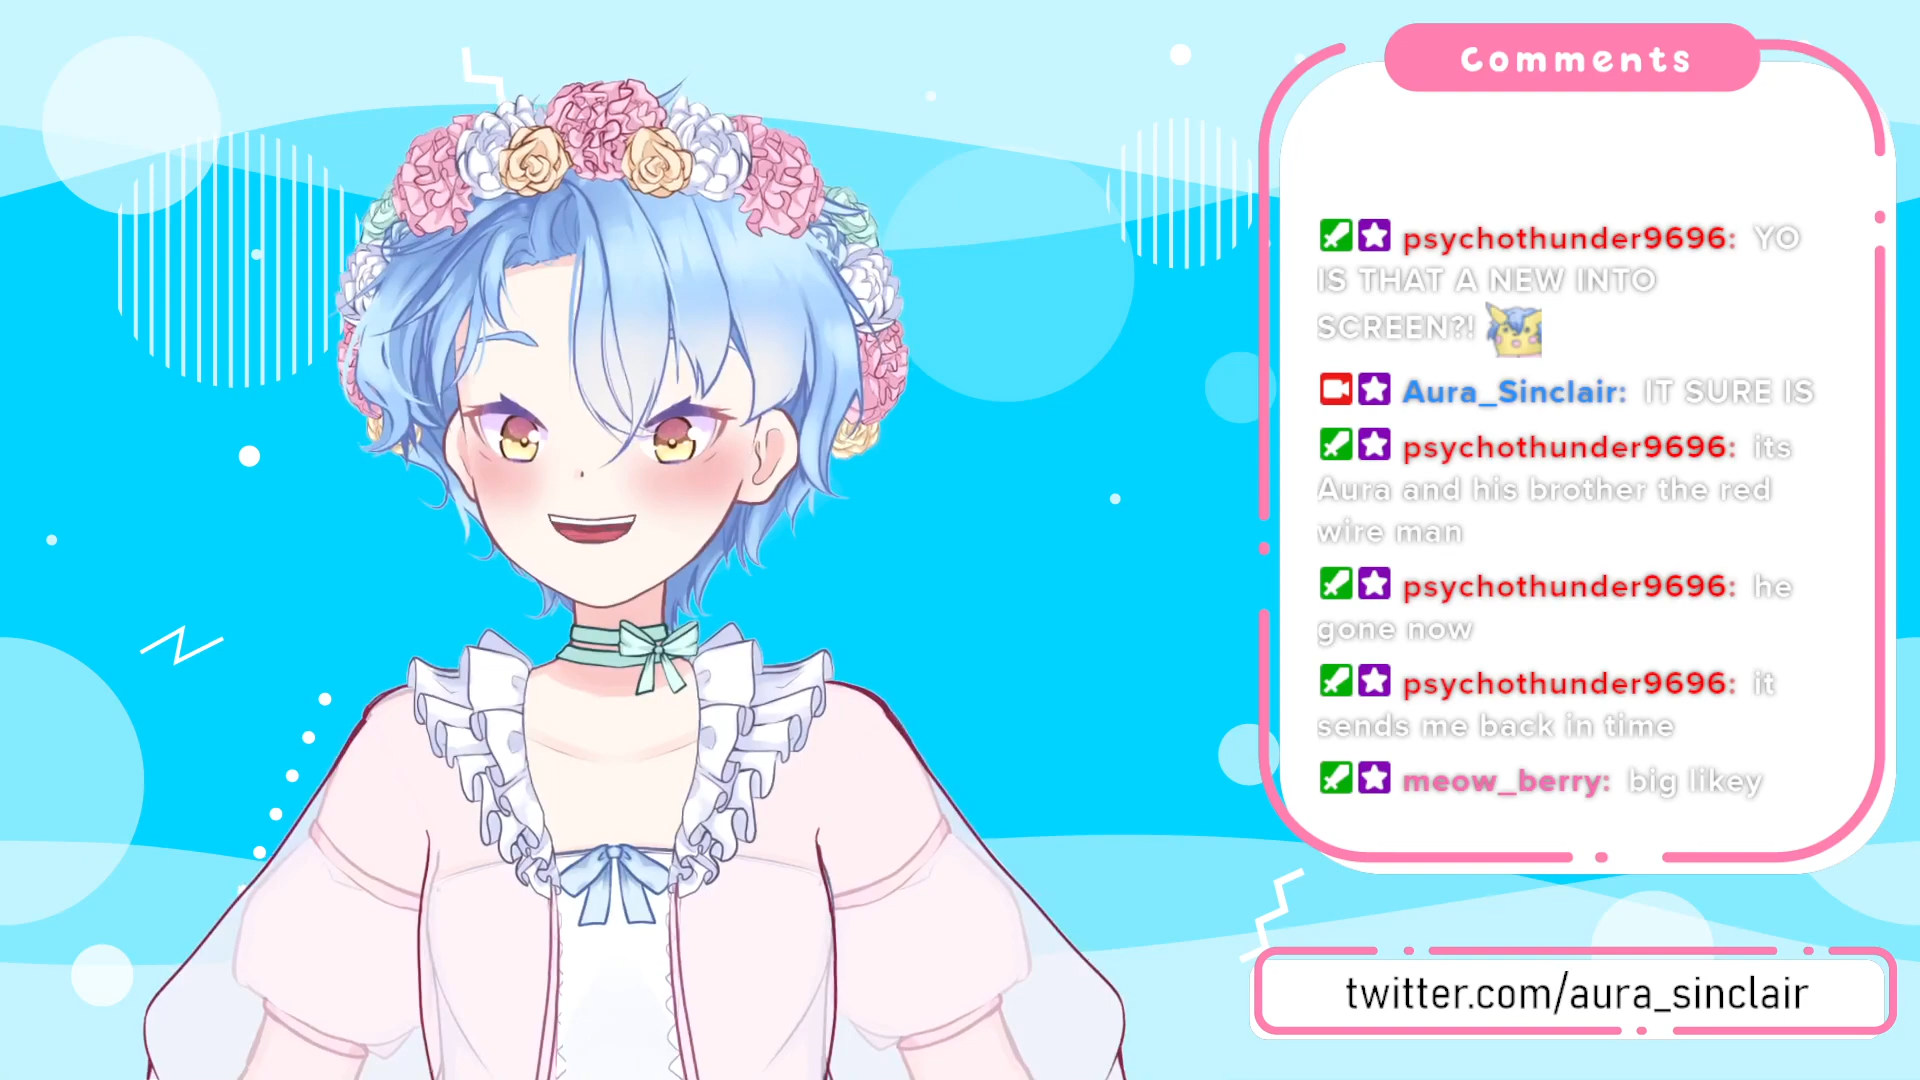 Comments
psychothunder9696: YO
IS THAT A NEW INTO
SCREEN?!
Aura_Sinclair: IT SURE IS
psychothunder9696: its
Aura and his brother the red
wire man
psychothunder9696: he
gone now
psychothunder9696: it
sends me back in time
meow_berry: big likey
twitter.com/aura_sinclair